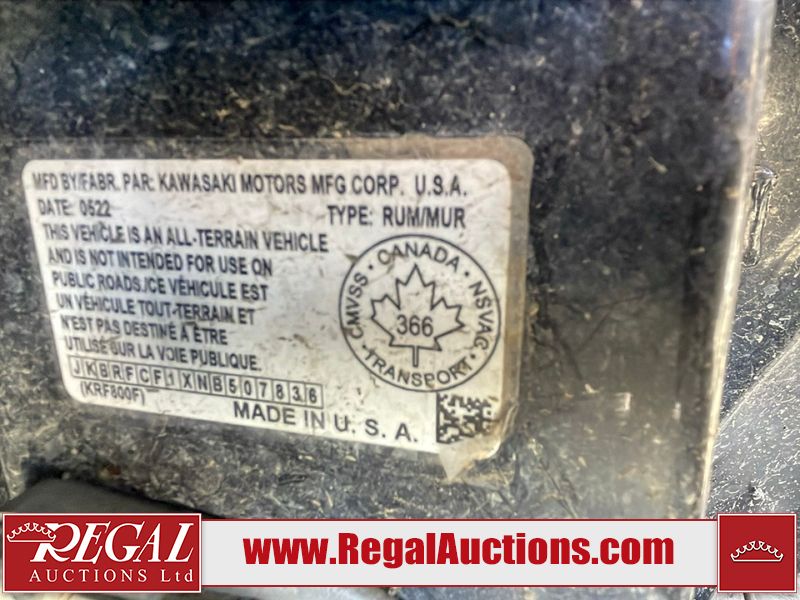 MFD BY/FABR. PAR: KAWASAKI MOTORS MFG CORP. U.S.A.
DATE: 0522
TYPE: RUM/MUR
THIS VEHICLE IS AN ALL-TERRAIN VEHICLE
AND IS NOT INTENDED FOR USE ON
PUBLIC ROADS./CE VÉHICULE EST
UN VÉHICULE TOUT-TERRAIN ET
N'EST PAS DESTINÉ A ÊTRE
UTILISÉ SUR LA VOIE PUBLIQUE.
JKBRFCF1XNB507836
(KRF800F)
MADE IN U. S. A.
CMVSS · CANADA · NSVAC
366
· TRANSPORT ·
REGAL
AUCTIONS Ltd
www.RegalAuctions.com